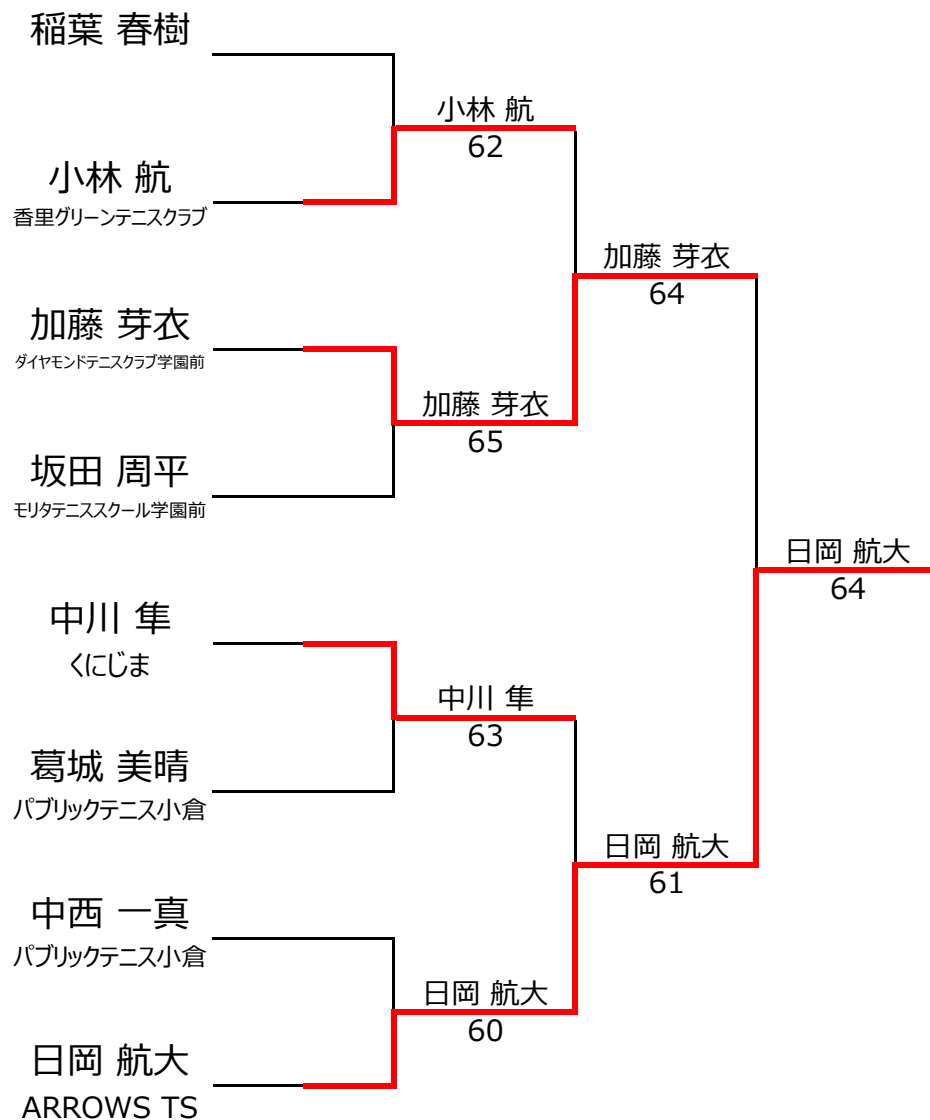 稲葉 春樹
小林 航
香里グリーンテニスクラブ
加藤 芽衣
ダイヤモンドテニスクラブ学園前
坂田 周平
モリタテニススクール学園前
中川 隼
くにじま
葛城 美晴
パブリックテニス小倉
中西 一真
パブリックテニス小倉
日岡 航大
ARROWS TS
小林 航
62
加藤 芽衣
65
中川 隼
63
日岡 航大
60
加藤 芽衣
64
日岡 航大
61
日岡 航大
64